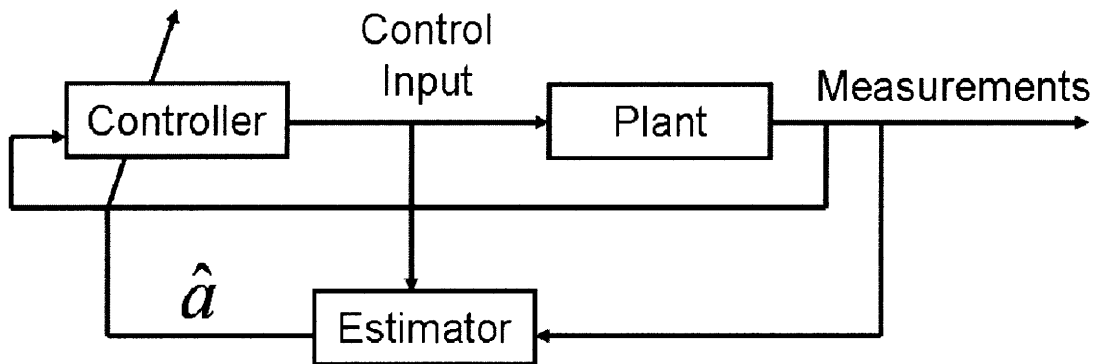 Control
Input
Measurements
Controller
Plant
â
Estimator